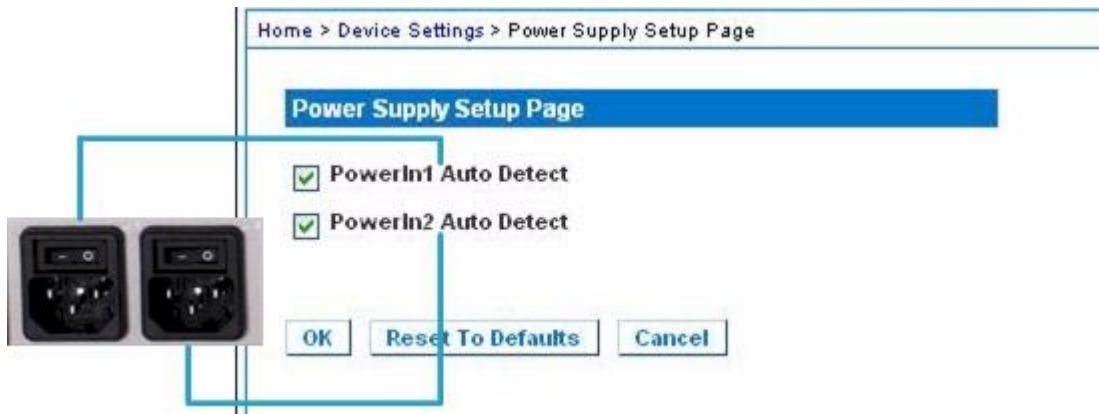 Home > Device Settings > Power Supply Setup Page
Power Supply Setup Page
PowerIn1 Auto Detect
PowerIn2 Auto Detect
OK
Reset To Defaults
Cancel